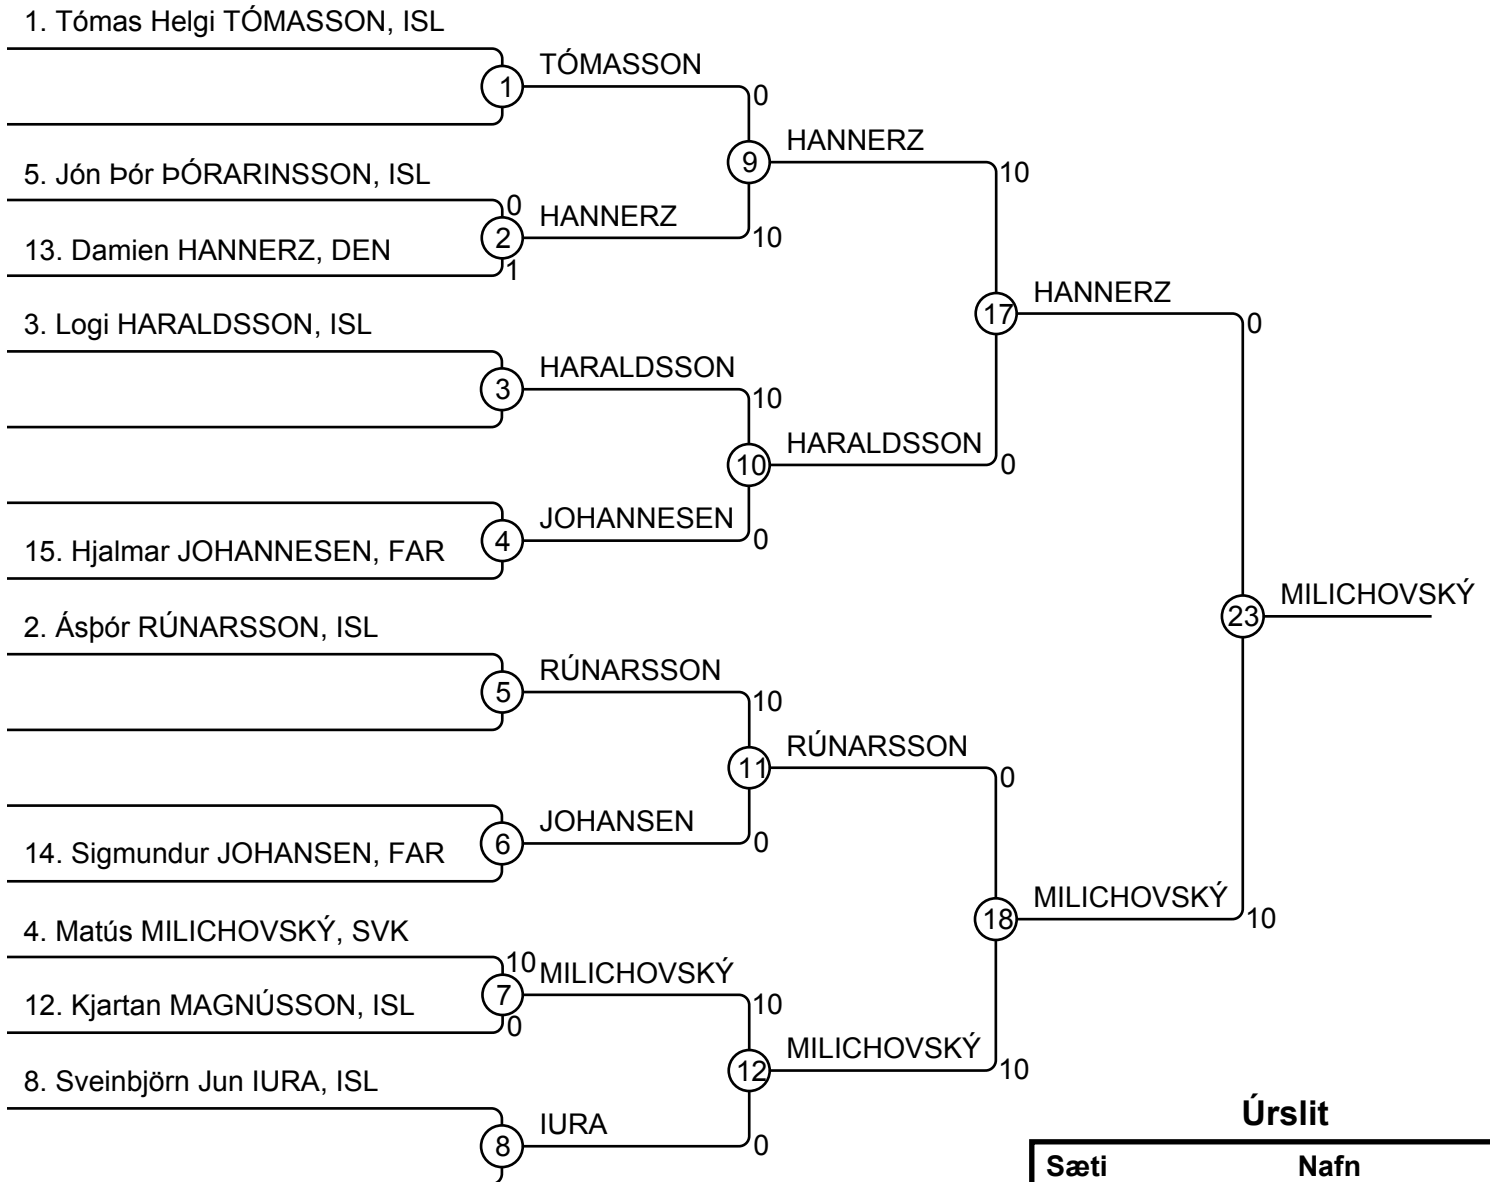 1. Tómas Helgi TÓMASSON, ISL
1
TÓMASSON
0
5. Jón Þór ÞÓRARINSSON, ISL
0
13. Damien HANNERZ, DEN
1
2
HANNERZ
10
9
HANNERZ
10
3. Logi HARALDSSON, ISL
3
HARALDSSON
10
15. Hjalmar JOHANNESEN, FAR
4
JOHANNESEN
0
10
HARALDSSON
0
17
HANNERZ
0
2. Ásþór RÚNARSSON, ISL
5
RÚNARSSON
10
14. Sigmundur JOHANSEN, FAR
6
JOHANSEN
0
11
RÚNARSSON
0
4. Matús MILICHOVSKÝ, SVK
10
12. Kjartan MAGNÚSSON, ISL
0
7
MILICHOVSKÝ
10
8. Sveinbjörn Jun IURA, ISL
8
IURA
0
12
MILICHOVSKÝ
10
18
MILICHOVSKÝ
10
23
MILICHOVSKÝ
Úrslit
Sæti Nafn